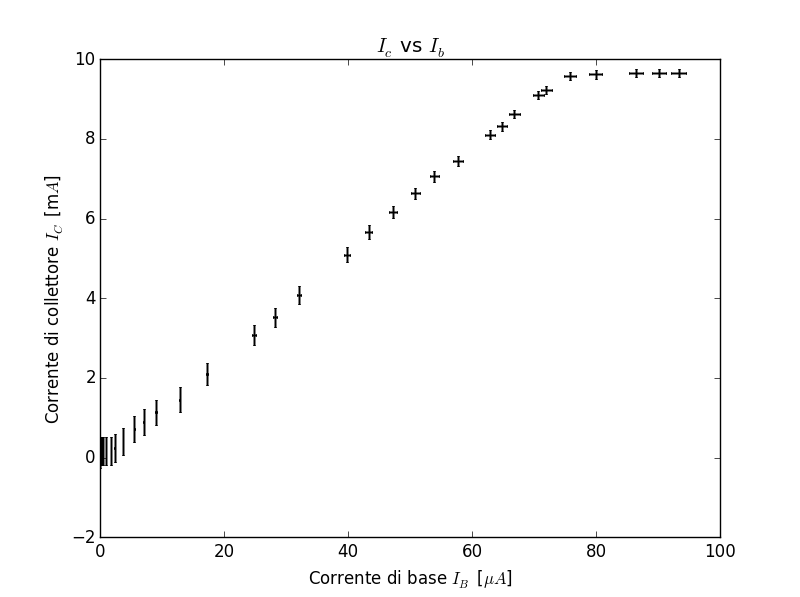 I_c vs I_b
10
8
6
4
2
0
−2
Corrente di collettore I_C [mA]
0 20 40 60 80 100
Corrente di base I_B [μA]